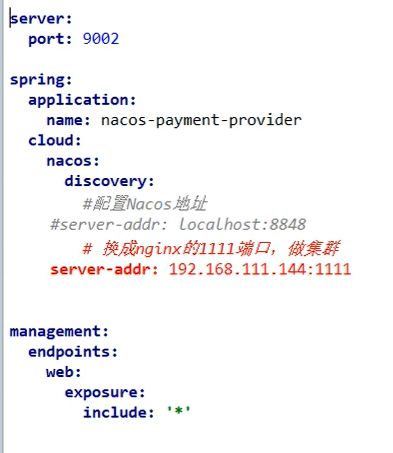 server:
  port: 9002

spring:
  application:
    name: nacos-payment-provider
  cloud:
    nacos:
      discovery:
        #配置Nacos地址
    #server-addr: localhost:8848
        # 换成nginx的1111端口，做集群
    server-addr: 192.168.111.144:1111


management:
  endpoints:
    web:
      exposure:
        include: '*'